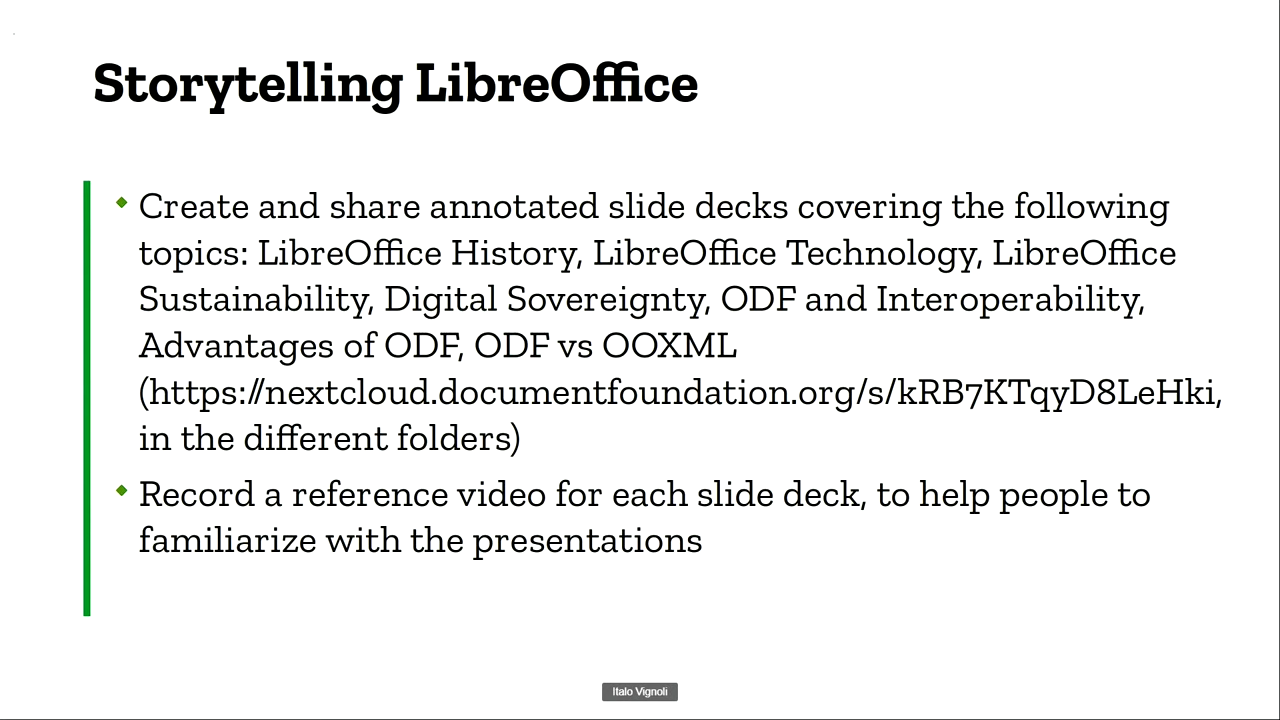 Storytelling LibreOffice
Create and share annotated slide decks covering the following
topics: LibreOffice History, LibreOffice Technology, LibreOffice
Sustainability, Digital Sovereignty, ODF and Interoperability,
Advantages of ODF, ODF vs OOXML
(https://nextcloud.documentfoundation.org/s/kRB7KTqyD8LeHki,
in the different folders)
Record a reference video for each slide deck, to help people to
familiarize with the presentations
Italo Vignoli